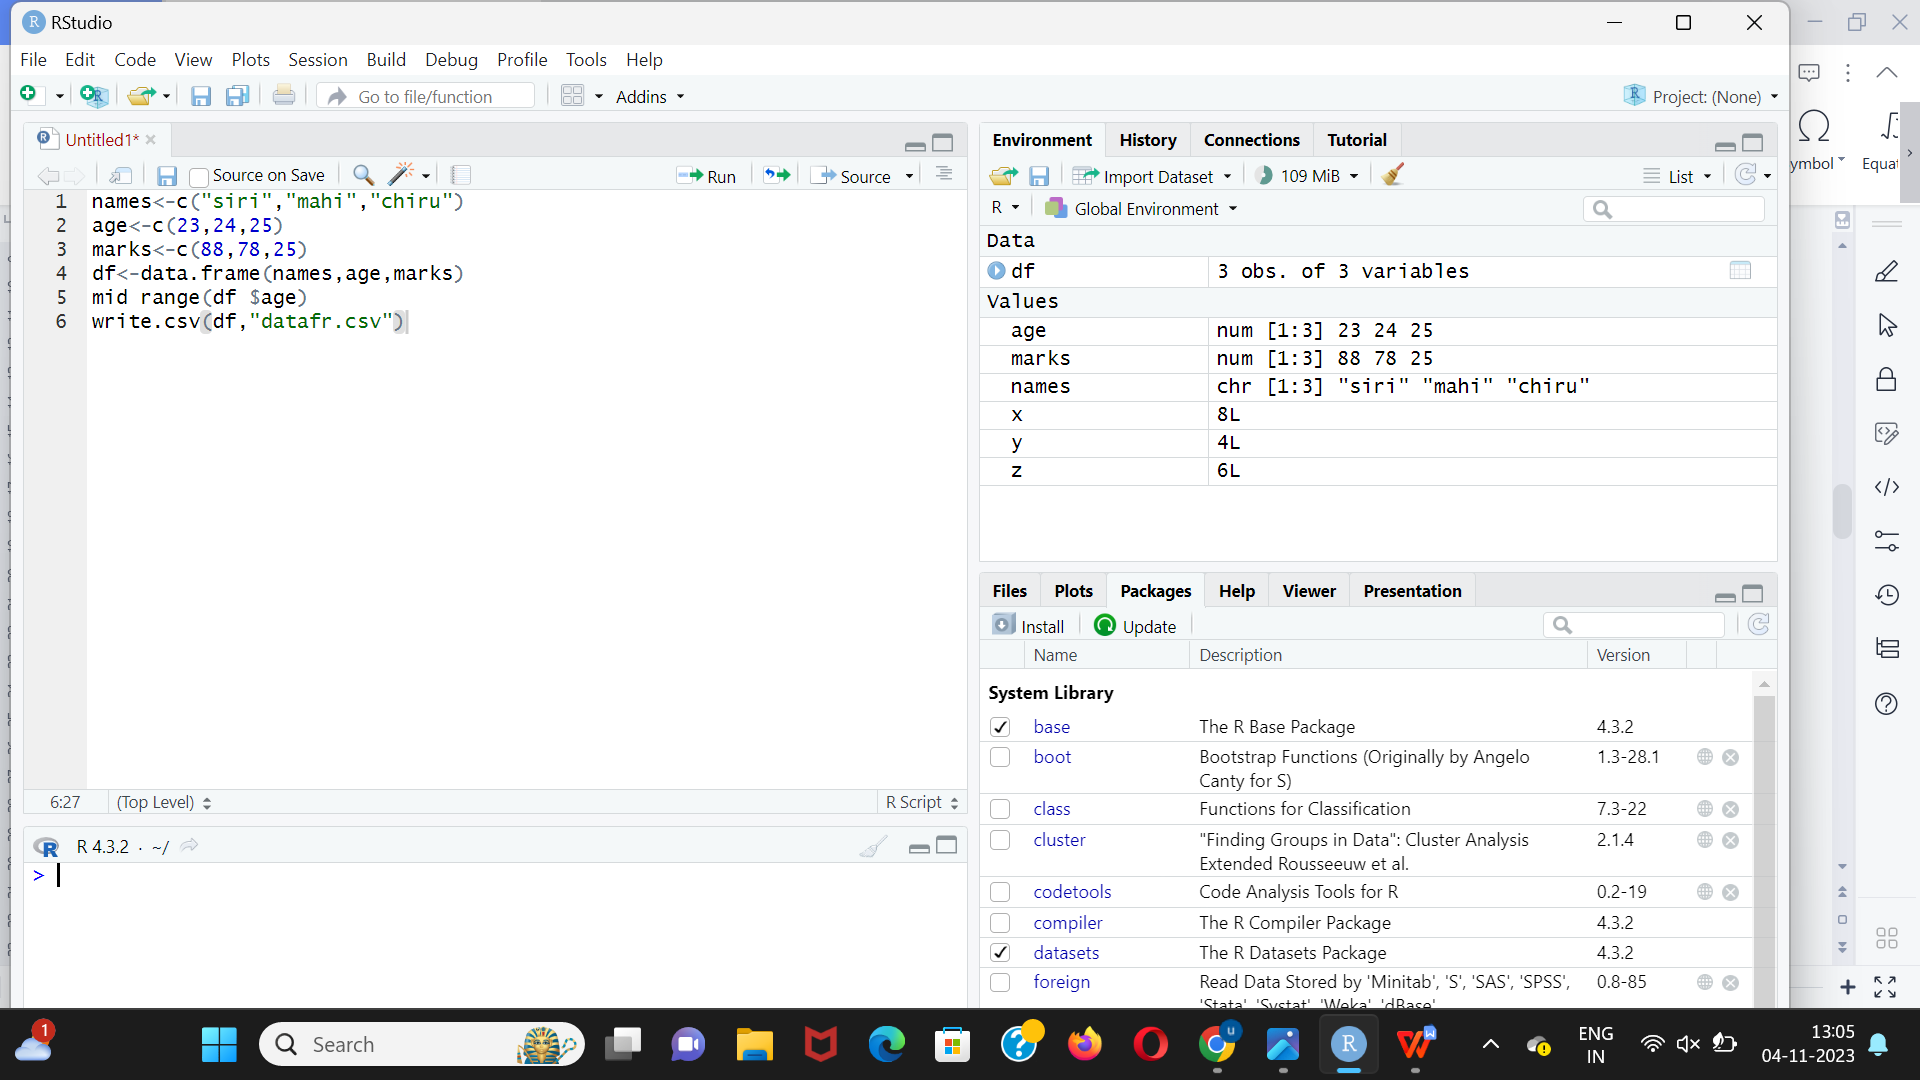 RStudio
File Edit Code View Plots Session Build Debug Profile Tools Help
Go to file/function Addins Project: (None)
Untitled1*
Source on Save Run Source
1 names<-c("siri","mahi","chiru")
2 age<-c(23,24,25)
3 marks<-c(88,78,25)
4 df<-data.frame(names,age,marks)
5 mid range(df $age)
6 write.csv(df,"datafr.csv")
6:27 (Top Level) R Script
R 4.3.2 · ~/
>
Environment History Connections Tutorial
Import Dataset 109 MiB List
R Global Environment
Data
df 3 obs. of 3 variables
Values
age num [1:3] 23 24 25
marks num [1:3] 88 78 25
names chr [1:3] "siri" "mahi" "chiru"
x 8L
y 4L
z 6L
Files Plots Packages Help Viewer Presentation
Install Update
Name Description Version
System Library
base The R Base Package 4.3.2
boot Bootstrap Functions (Originally by Angelo 1.3-28.1
Canty for S)
class Functions for Classification 7.3-22
cluster "Finding Groups in Data": Cluster Analysis 2.1.4
Extended Rousseeuw et al.
codetools Code Analysis Tools for R 0.2-19
compiler The R Compiler Package 4.3.2
datasets The R Datasets Package 4.3.2
foreign Read Data Stored by 'Minitab', 'S', 'SAS', 'SPSS', 0.8-85
'Stata', 'Systat', 'Weka', 'dBase'
ymbol Equat
1 Search ENG
IN
13:05
04-11-2023